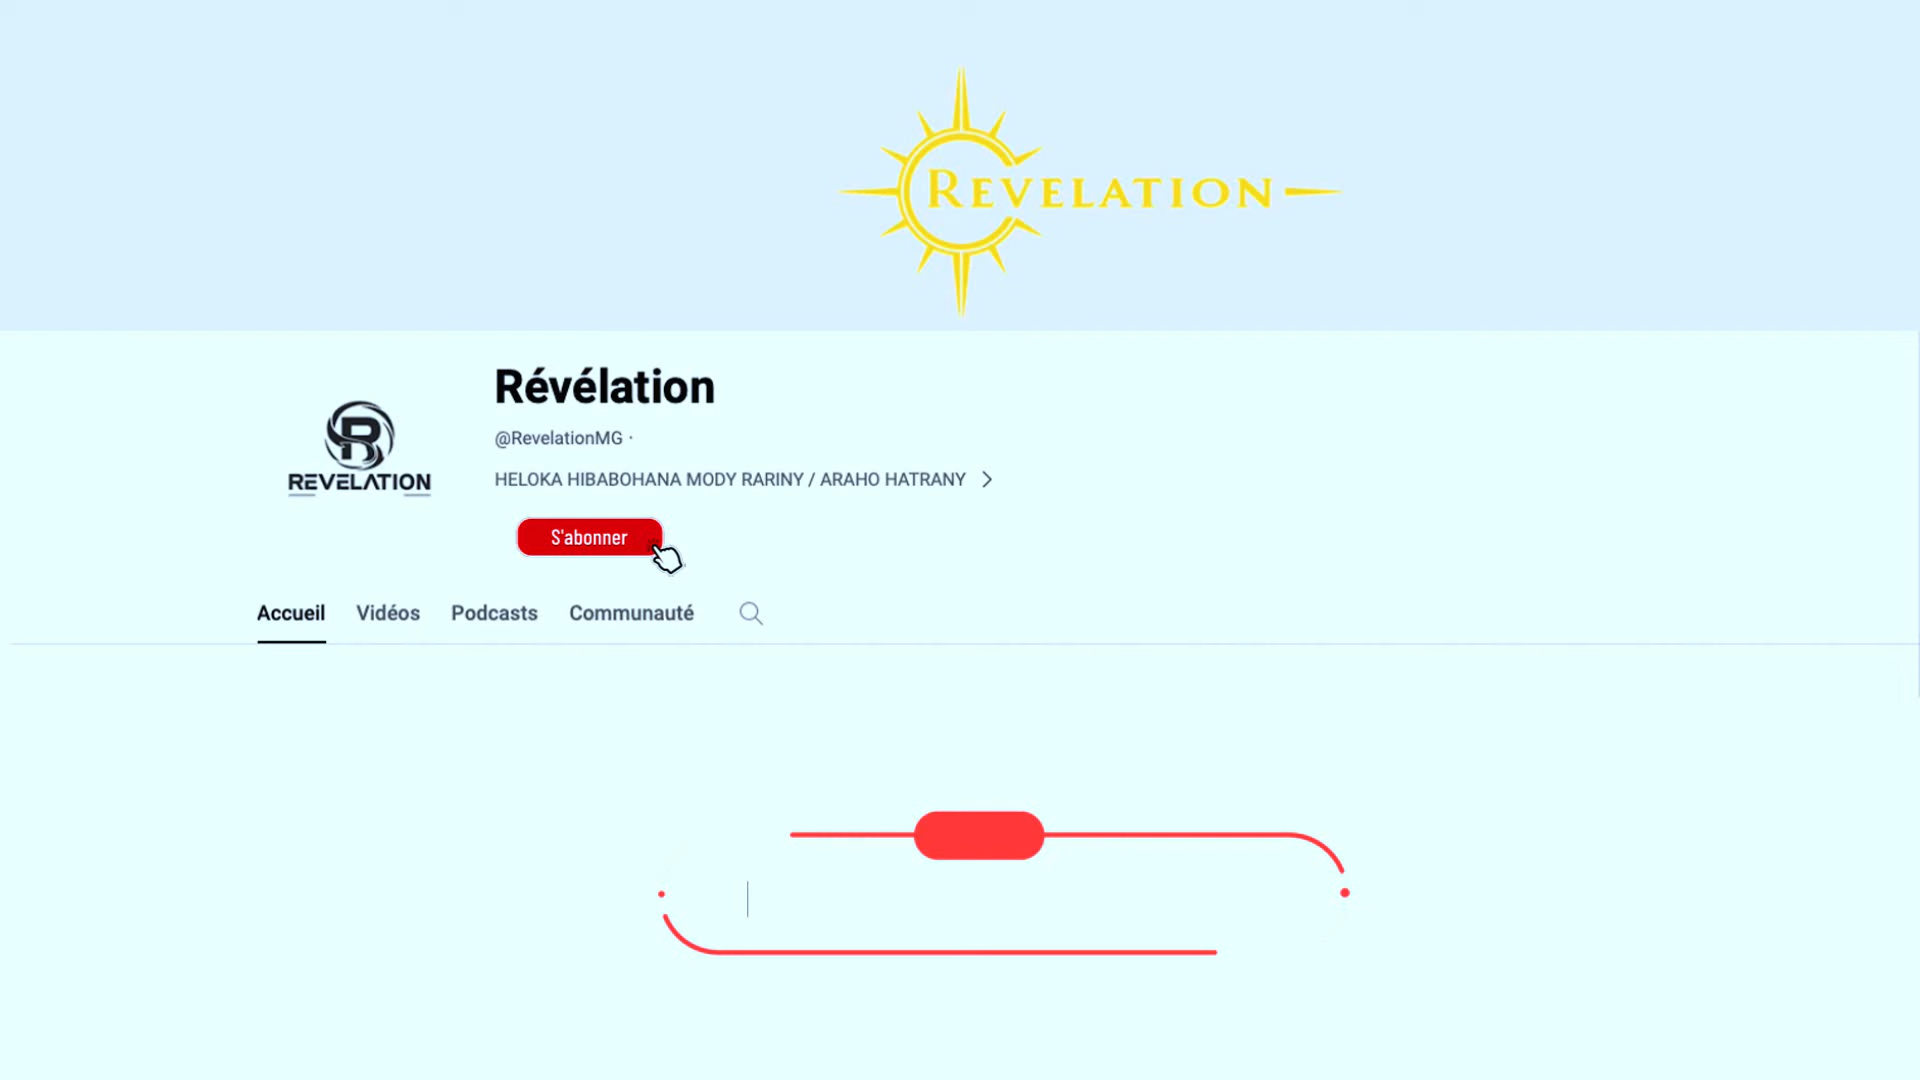 REVELATION
Révélation
@RevelationMG ·
HELOKA HIBABOHANA MODY RARINY / ARAHO HATRANY
REVELATION
S'abonner
Accueil Vidéos Podcasts Communauté